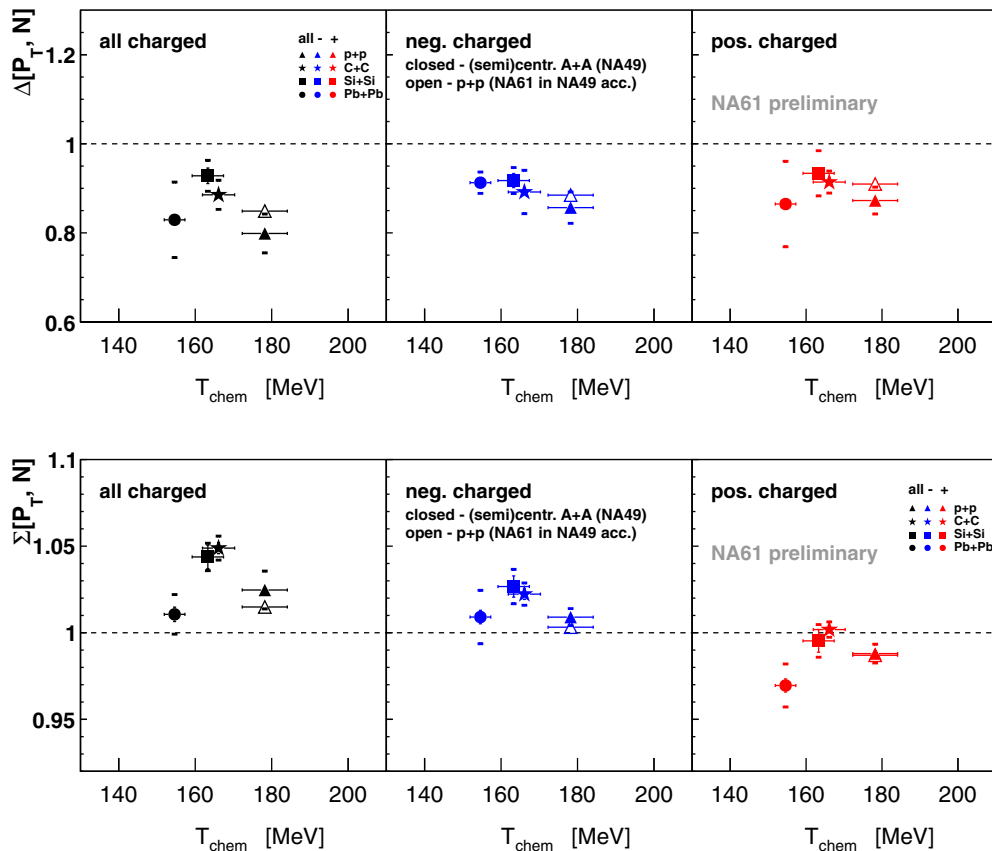 Δ[P_T, N]
1.2
1
0.8
0.6
all charged
all - +
p+p
C+C
Si+Si
Pb+Pb
neg. charged
closed - (semi)centr. A+A (NA49)
open - p+p (NA61 in NA49 acc.)
pos. charged
NA61 preliminary
140 160 180 200 140 160 180 200 140 160 180 200
T_chem [MeV] T_chem [MeV] T_chem [MeV]
Σ[P_T, N]
1.1
1.05
1
0.95
all charged
neg. charged
closed - (semi)centr. A+A (NA49)
open - p+p (NA61 in NA49 acc.)
pos. charged
all - +
p+p
C+C
Si+Si
Pb+Pb
NA61 preliminary
140 160 180 200 140 160 180 200 140 160 180 200
T_chem [MeV] T_chem [MeV] T_chem [MeV]